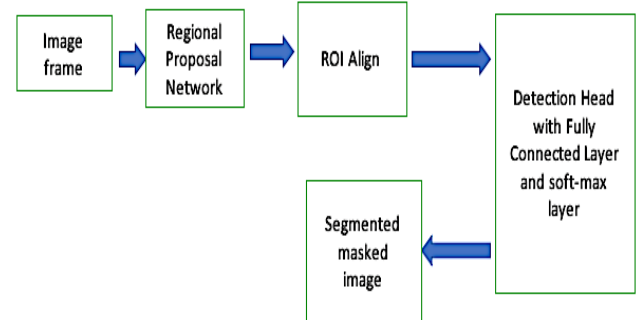 Image
frame
Regional
Proposal
Network
ROI Align
Detection Head
with Fully
Connected Layer
and soft-max
layer
Segmented
masked
image